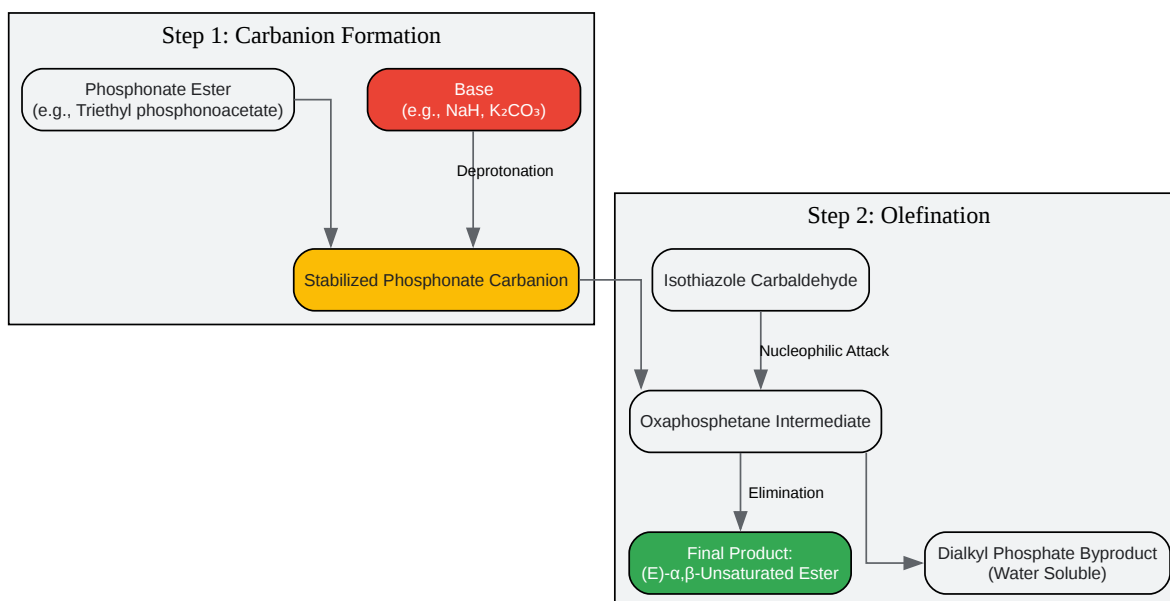 Step 1: Carbanion Formation
Phosphonate Ester
(e.g., Triethyl phosphonoacetate)
Base
(e.g., NaH, K₂CO₃)
Deprotonation
Stabilized Phosphonate Carbanion
Step 2: Olefination
Isothiazole Carbaldehyde
Nucleophilic Attack
Oxaphosphetane Intermediate
Elimination
Final Product:
(E)-α,β-Unsaturated Ester
Dialkyl Phosphate Byproduct
(Water Soluble)